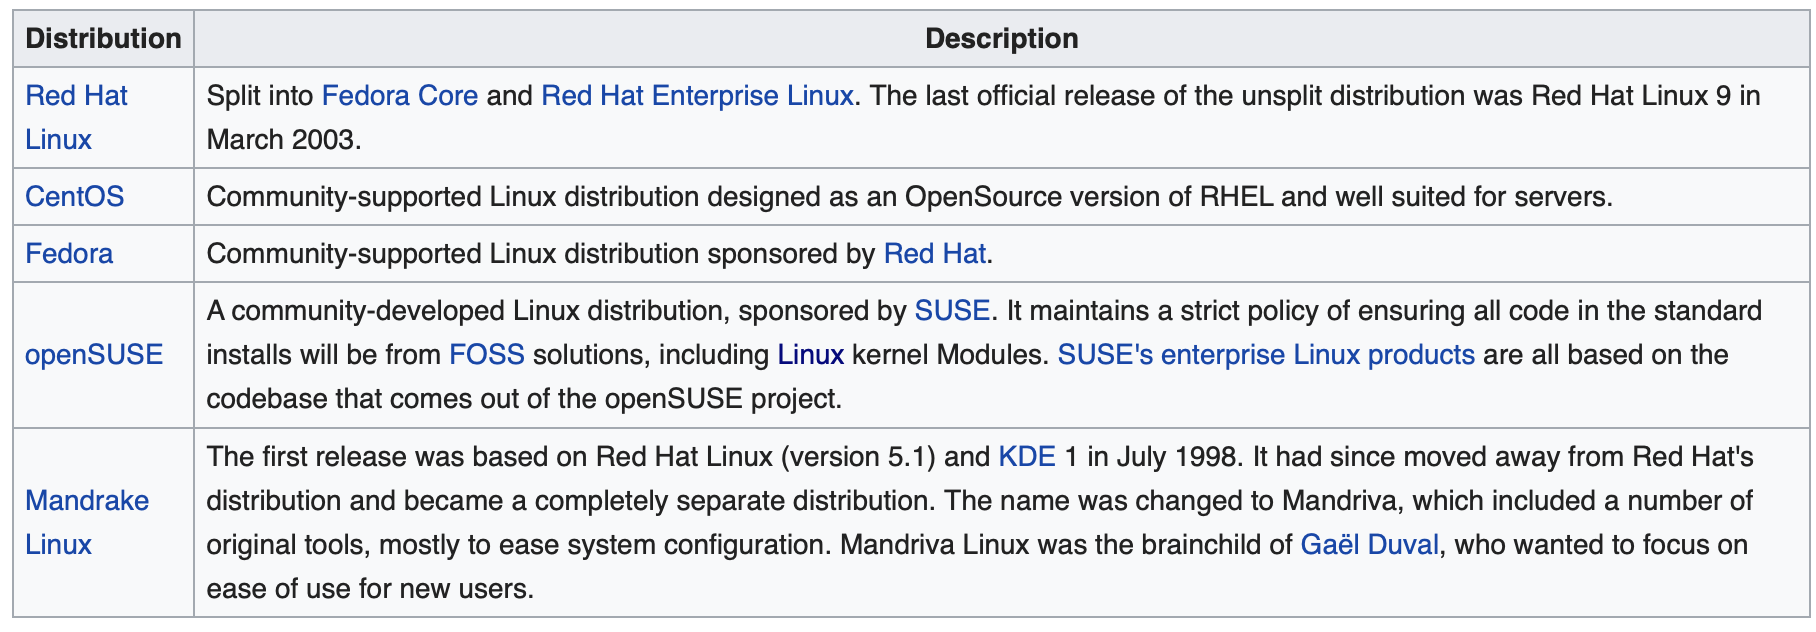 Distribution Description
Red Hat Linux Split into Fedora Core and Red Hat Enterprise Linux. The last official release of the unsplit distribution was Red Hat Linux 9 in
March 2003.
CentOS Community-supported Linux distribution designed as an OpenSource version of RHEL and well suited for servers.
Fedora Community-supported Linux distribution sponsored by Red Hat.
openSUSE A community-developed Linux distribution, sponsored by SUSE. It maintains a strict policy of ensuring all code in the standard
installs will be from FOSS solutions, including Linux kernel Modules. SUSE's enterprise Linux products are all based on the
codebase that comes out of the openSUSE project.
Mandrake Linux The first release was based on Red Hat Linux (version 5.1) and KDE 1 in July 1998. It had since moved away from Red Hat's
distribution and became a completely separate distribution. The name was changed to Mandriva, which included a number of
original tools, mostly to ease system configuration. Mandriva Linux was the brainchild of Gaël Duval, who wanted to focus on
ease of use for new users.